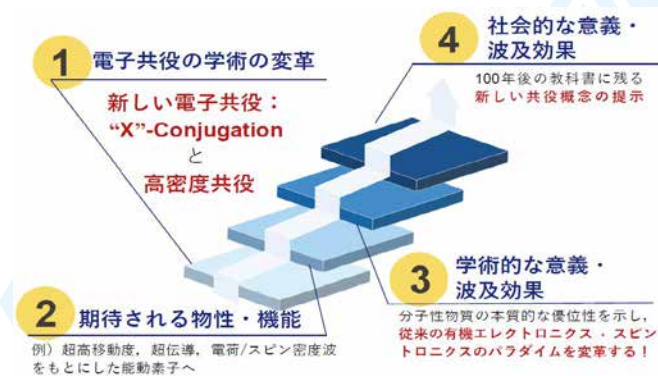 1 電子共役の学術の変革
新しい電子共役：
“X”-Conjugation
と
高密度共役
2 期待される物性・機能
例）超高移動度，超伝導，電荷/スピン密度波
をもとにした能動素子へ
3 学術的な意義・
波及効果
分子性物質の本質的な優位性を示し，
従来の有機エレクトロニクス・スピン
トロニクスのパラダイムを変革する！
4 社会的な意義・
波及効果
100年後の教科書に残る
新しい共役概念の提示